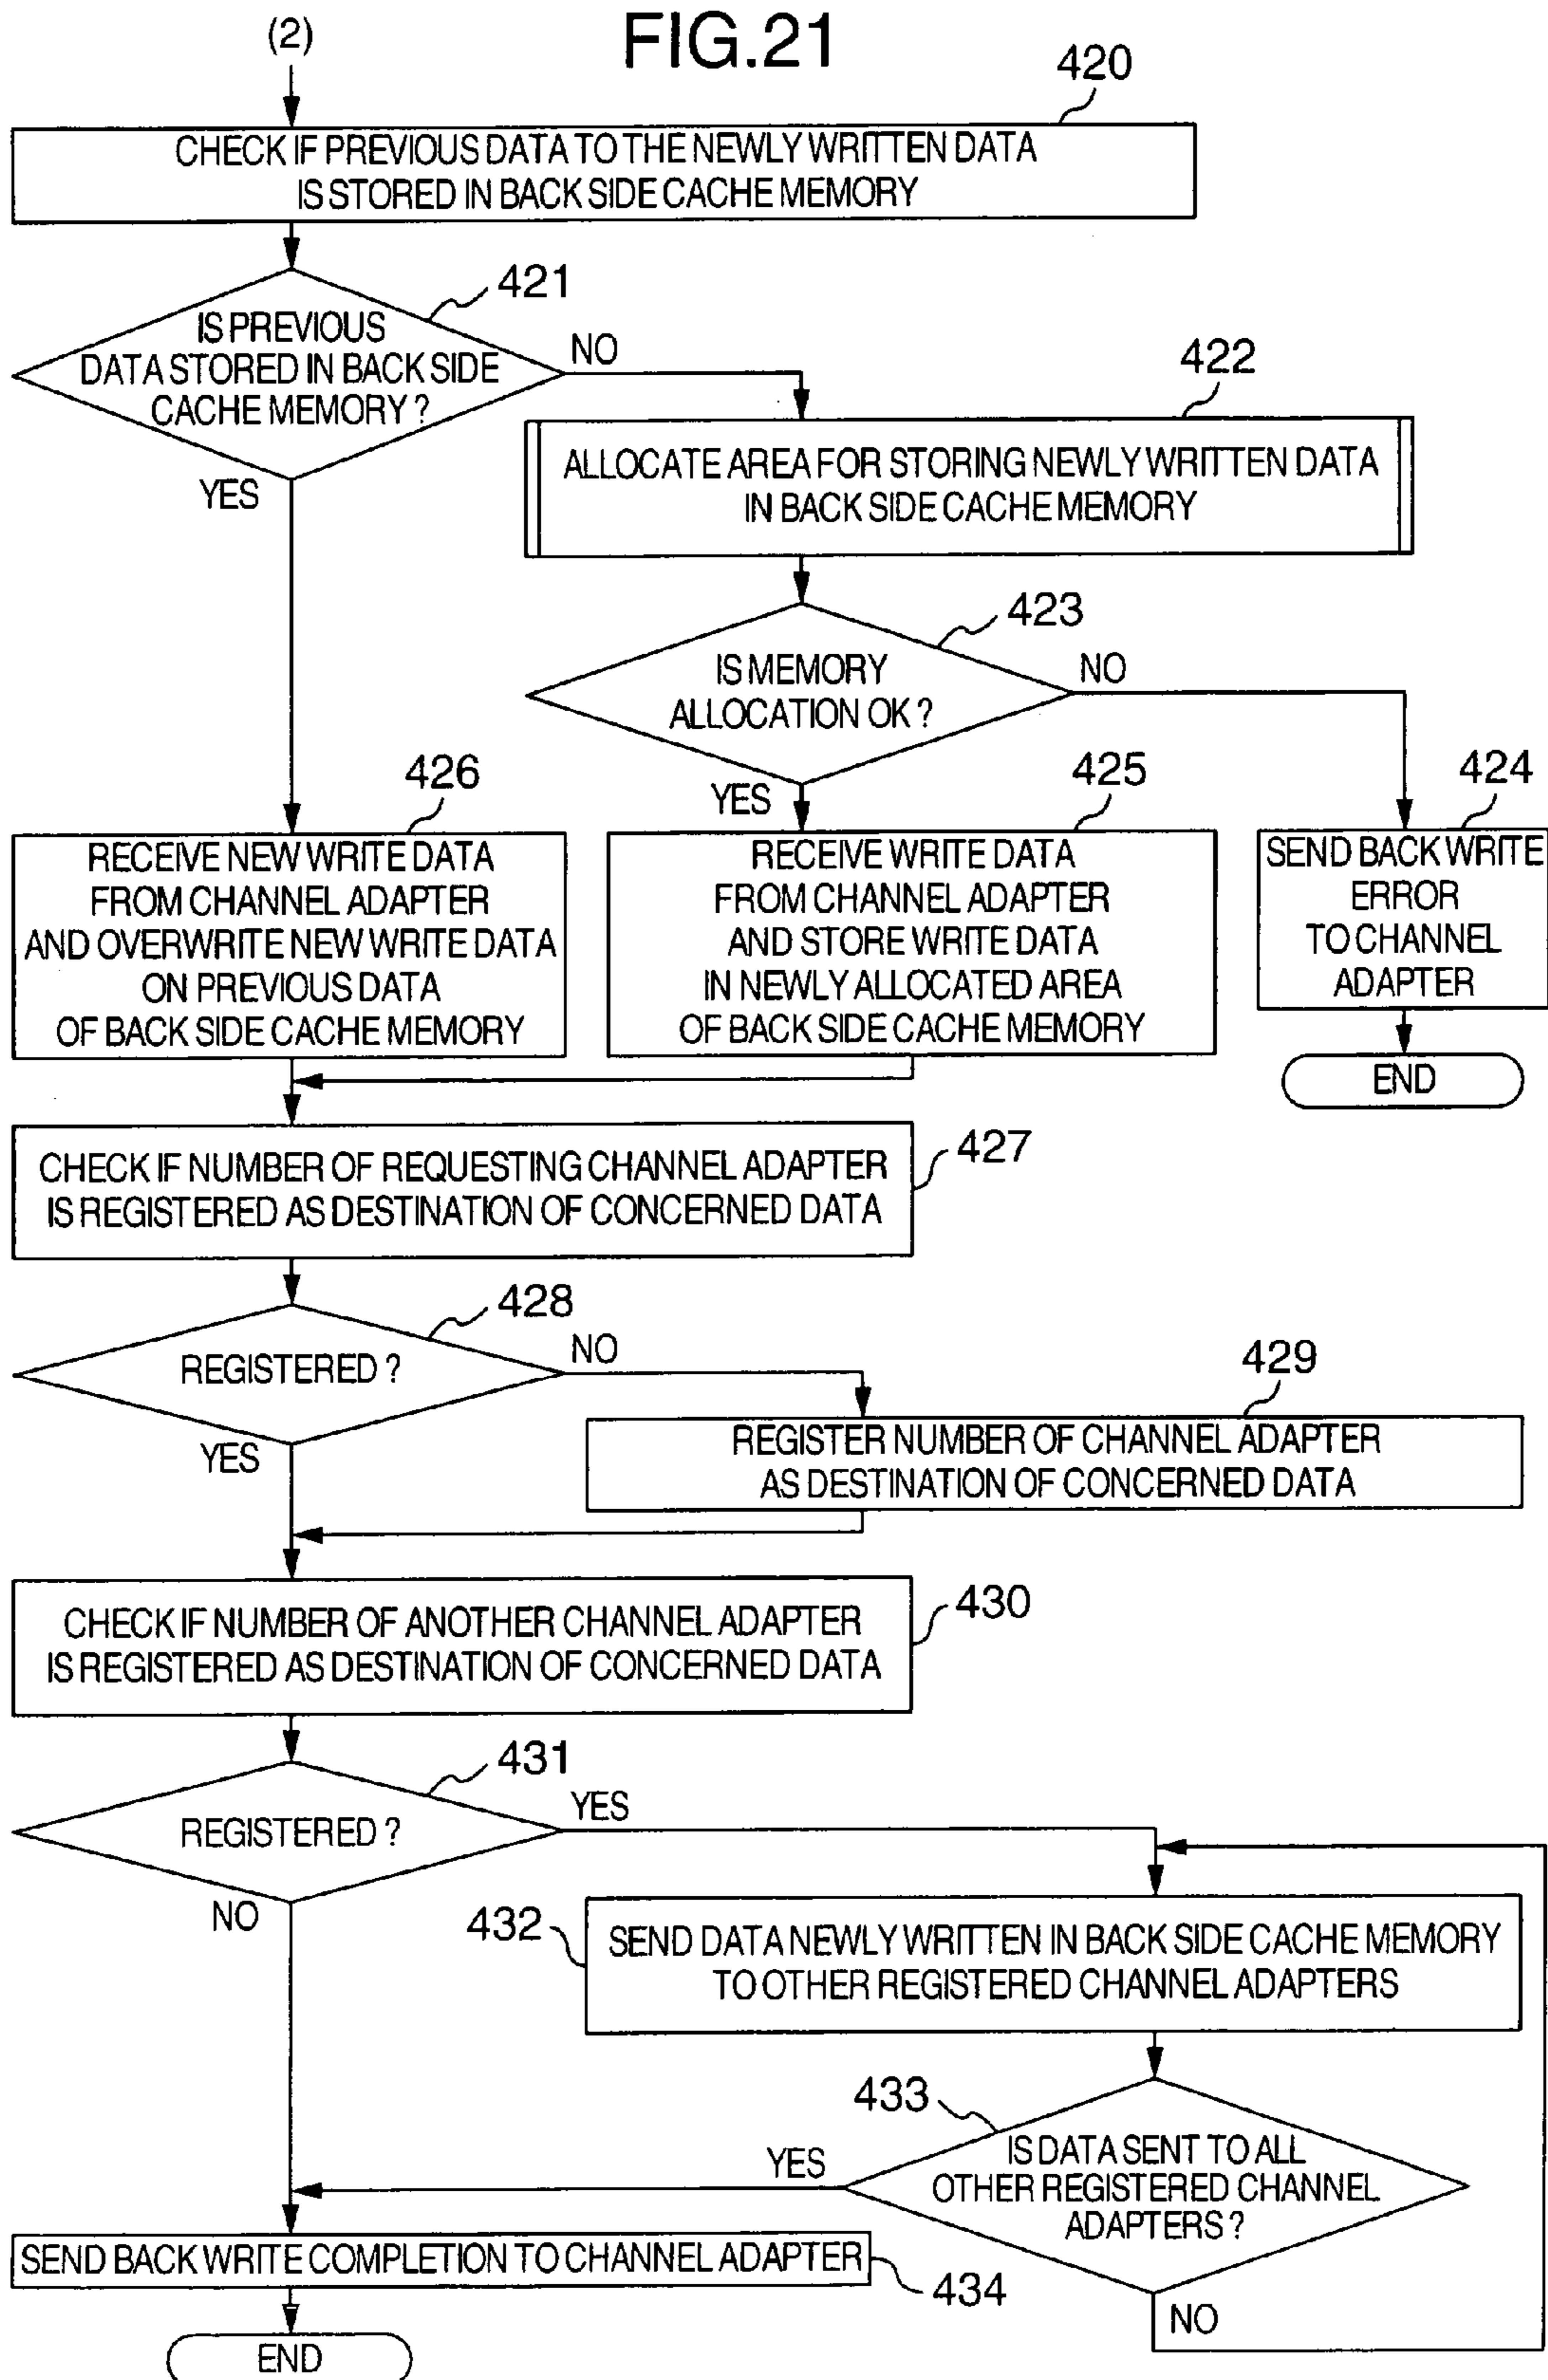 FIG.21
(2)
420
CHECK IF PREVIOUS DATA TO THE NEWLY WRITTEN DATA
IS STORED IN BACK SIDE CACHE MEMORY
421
IS PREVIOUS
DATA STORED IN BACK SIDE
CACHE MEMORY ?
NO
YES
422
ALLOCATE AREA FOR STORING NEWLY WRITTEN DATA
IN BACK SIDE CACHE MEMORY
423
IS MEMORY
ALLOCATION OK ?
NO
YES
426
RECEIVE NEW WRITE DATA
FROM CHANNEL ADAPTER
AND OVERWRITE NEW WRITE DATA
ON PREVIOUS DATA
OF BACK SIDE CACHE MEMORY
425
RECEIVE WRITE DATA
FROM CHANNEL ADAPTER
AND STORE WRITE DATA
IN NEWLY ALLOCATED AREA
OF BACK SIDE CACHE MEMORY
424
SEND BACK WRITE
ERROR
TO CHANNEL
ADAPTER
END
427
CHECK IF NUMBER OF REQUESTING CHANNEL ADAPTER
IS REGISTERED AS DESTINATION OF CONCERNED DATA
428
REGISTERED ?
NO
YES
429
REGISTER NUMBER OF CHANNEL ADAPTER
AS DESTINATION OF CONCERNED DATA
430
CHECK IF NUMBER OF ANOTHER CHANNEL ADAPTER
IS REGISTERED AS DESTINATION OF CONCERNED DATA
431
REGISTERED ?
YES
NO
432
SEND DATA NEWLY WRITTEN IN BACK SIDE CACHE MEMORY
TO OTHER REGISTERED CHANNEL ADAPTERS
433
IS DATA SENT TO ALL
OTHER REGISTERED CHANNEL
ADAPTERS ?
YES
NO
SEND BACK WRITE COMPLETION TO CHANNEL ADAPTER
434
END